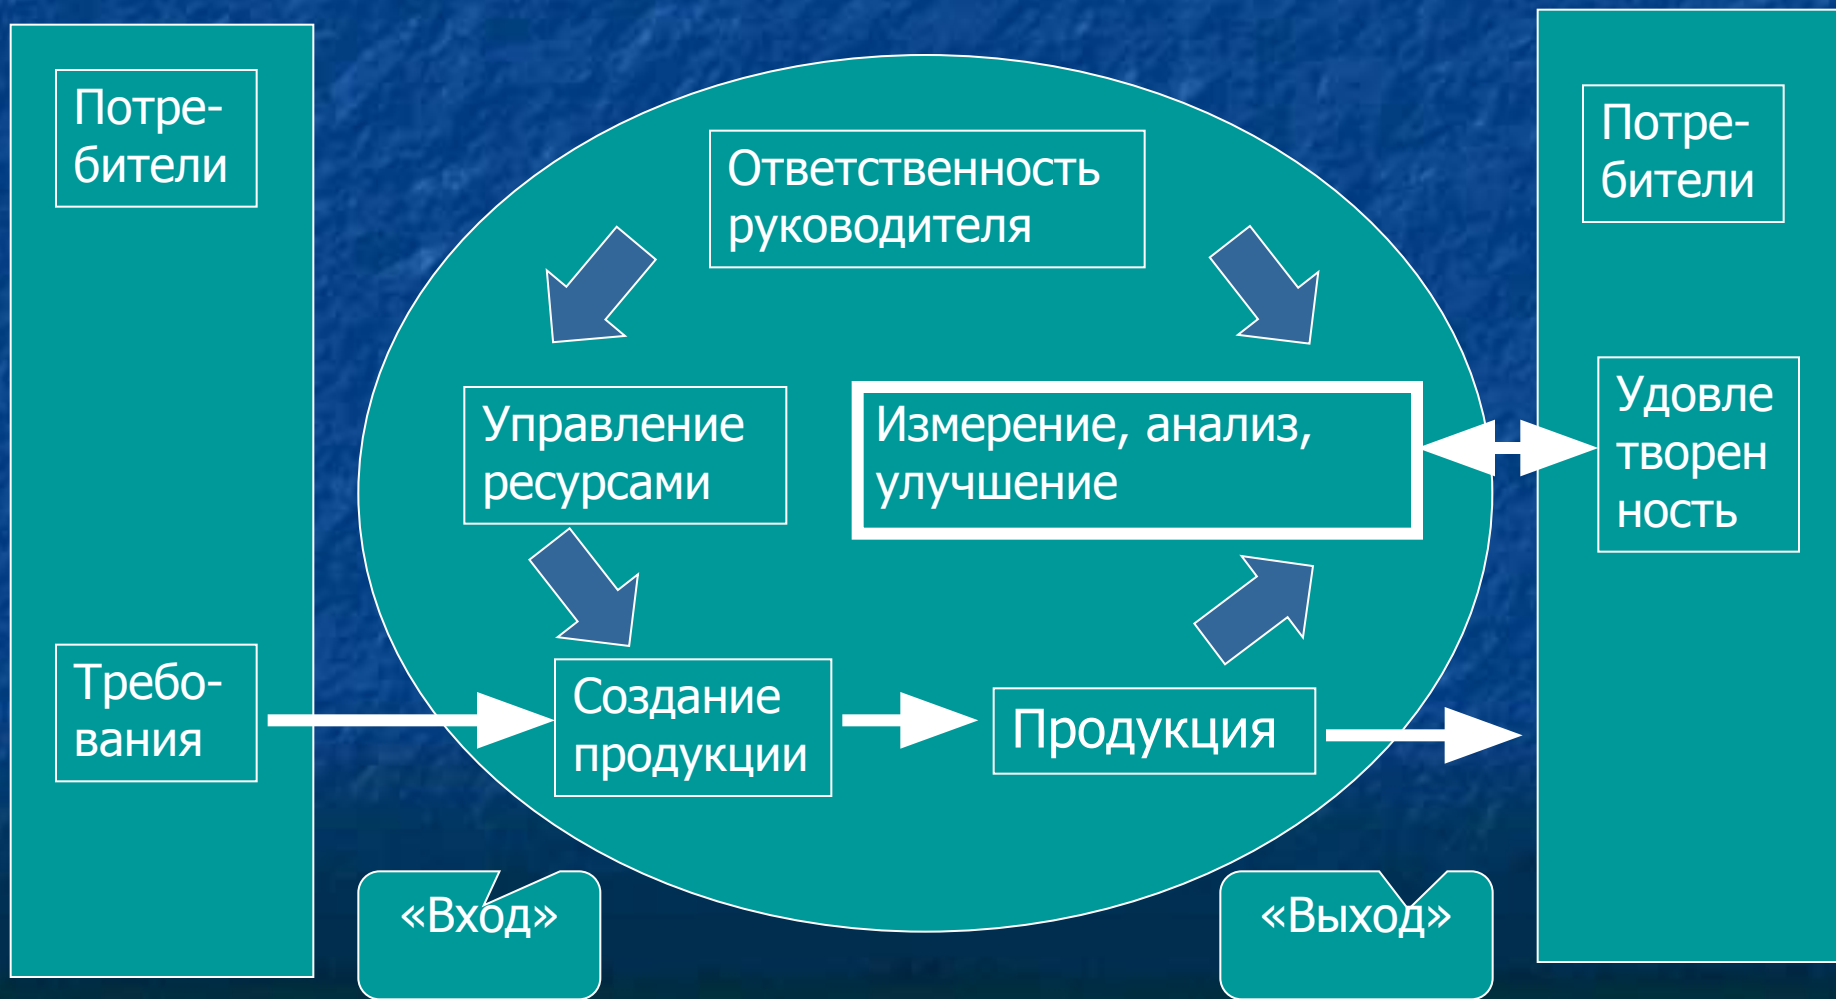 Потре-
бители
Требо-
вания
Ответственность
руководителя
Управление
ресурсами
Измерение, анализ,
улучшение
Создание
продукции
Продукция
«Вход»
«Выход»
Потре-
бители
Удовле
творен
ность